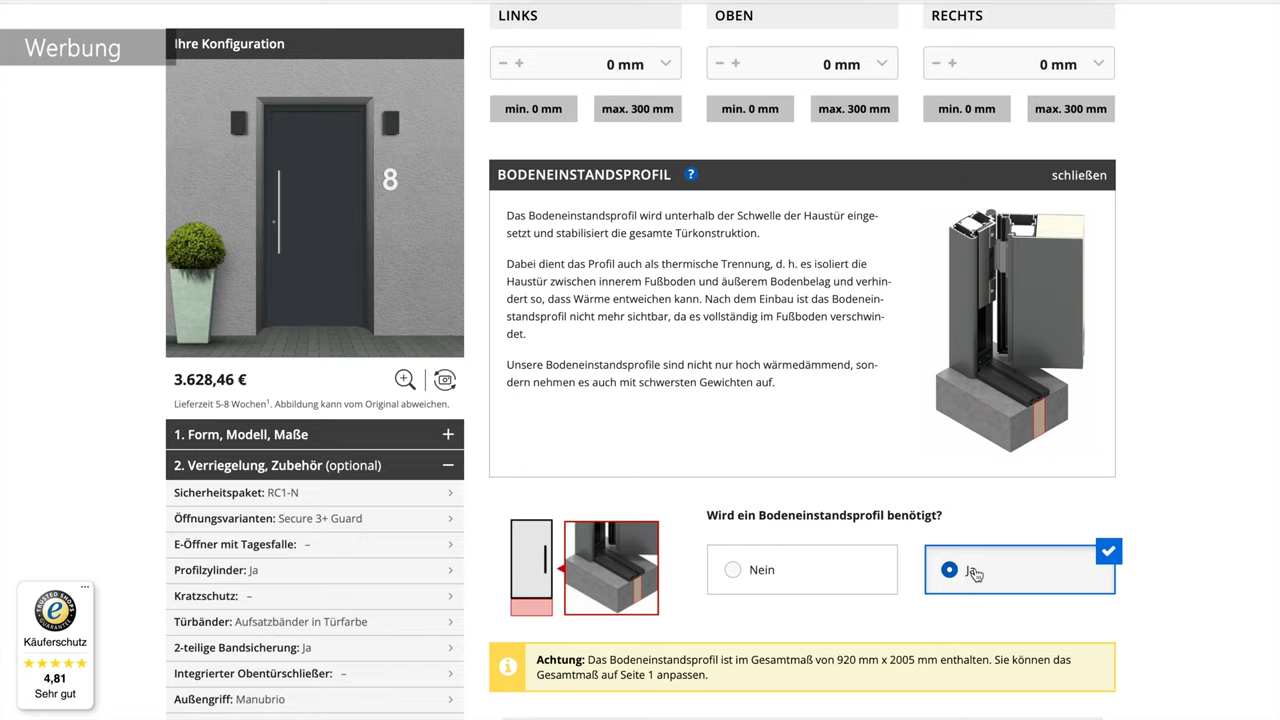 Werbung
Ihre Konfiguration
8
3.628,46 €
Lieferzeit 5-8 Wochen¹. Abbildung kann vom Original abweichen.
1. Form, Modell, Maße
2. Verriegelung, Zubehör (optional)
Sicherheitspaket: RC1-N
Öffnungsvarianten: Secure 3+ Guard
E-Öffner mit Tagesfalle: –
Profilzylinder: Ja
Kratzschutz: –
Türbänder: Aufsatzbänder in Türfarbe
2-teilige Bandsicherung: Ja
Integrierter Obentürschließer: –
Außengriff: Manubrio
TRUSTED SHOPS
e
GUARANTEE
Käuferschutz
4,81
Sehr gut
LINKS
OBEN
RECHTS
0 mm
0 mm
0 mm
min. 0 mm
max. 300 mm
min. 0 mm
max. 300 mm
min. 0 mm
max. 300 mm
BODENEINSTANDSPROFIL ?
schließen
Das Bodeneinstandsprofil wird unterhalb der Schwelle der Haustür einge-
setzt und stabilisiert die gesamte Türkonstruktion.
Dabei dient das Profil auch als thermische Trennung, d. h. es isoliert die
Haustür zwischen innerem Fußboden und äußerem Bodenbelag und verhin-
dert so, dass Wärme entweichen kann. Nach dem Einbau ist das Bodenein-
standsprofil nicht mehr sichtbar, da es vollständig im Fußboden verschwin-
det.
Unsere Bodeneinstandsprofile sind nicht nur hoch wärmedämmend, son-
dern nehmen es auch mit schwersten Gewichten auf.
Wird ein Bodeneinstandsprofil benötigt?
Nein
Ja
Achtung: Das Bodeneinstandsprofil ist im Gesamtmaß von 920 mm x 2005 mm enthalten. Sie können das
Gesamtmaß auf Seite 1 anpassen.